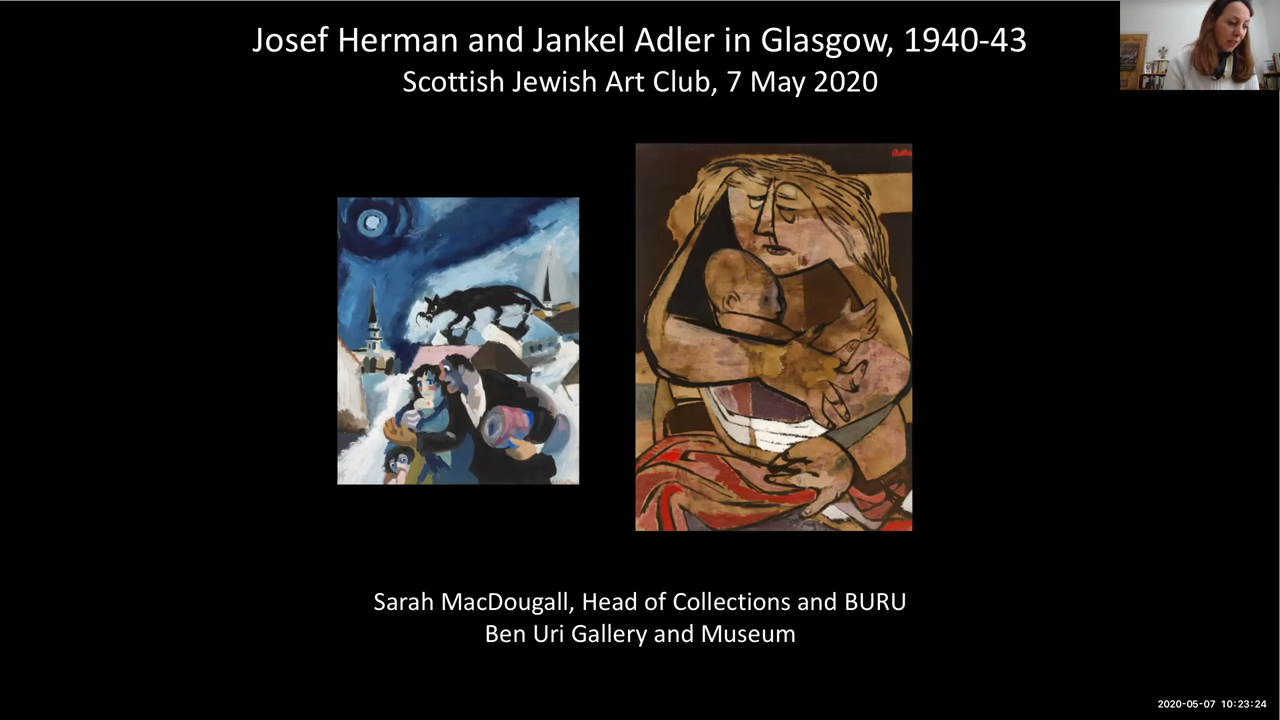 Josef Herman and Jankel Adler in Glasgow, 1940-43
Scottish Jewish Art Club, 7 May 2020
Sarah MacDougall, Head of Collections and BURU
Ben Uri Gallery and Museum
2020-05-07 10:23:24